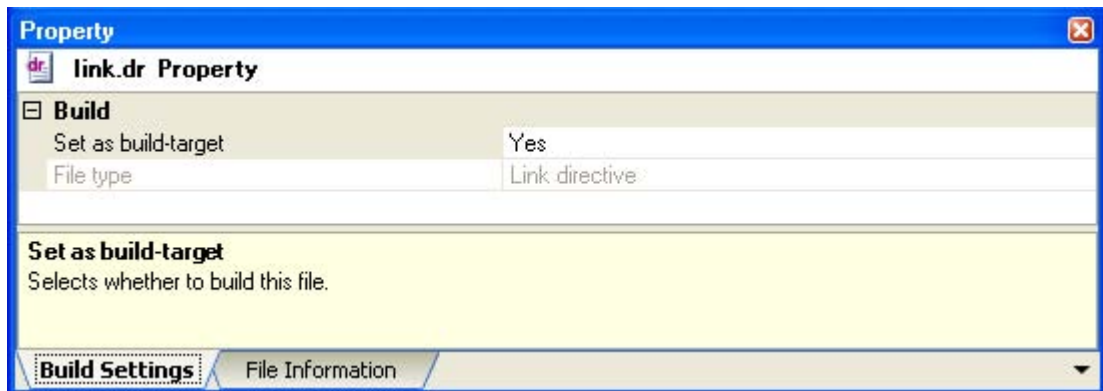 Property
dr link.dr Property
Build
Set as build-target Yes
File type Link directive
Set as build-target
Selects whether to build this file.
Build Settings File Information